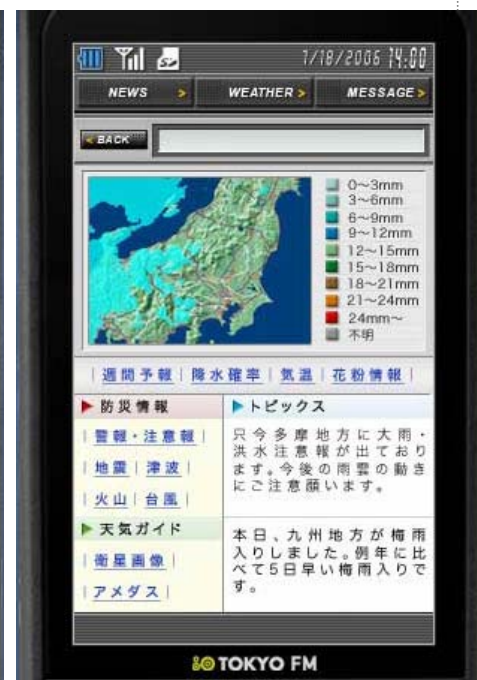 7/18/2006 14:00
NEWS > WEATHER > MESSAGE >
< BACK
0～3mm
3～6mm
6～9mm
9～12mm
12～15mm
15～18mm
18～21mm
21～24mm
24mm～
不明
| 週間予報 | 降水確率 | 気温 | 花粉情報 |
▶ 防災情報
| 警報・注意報 |
| 地震 | 津波 |
| 火山 | 台風 |
▶ 天気ガイド
| 衛星画像 |
| アメダス |
▶ トピックス
只今多摩地方に大雨・
洪水注意報が出ており
ます。今後の雨雲の動き
にご注意願います。
本日、九州地方が梅雨
入りしました。例年に比
べて5日早い梅雨入りで
す。
TOKYO FM